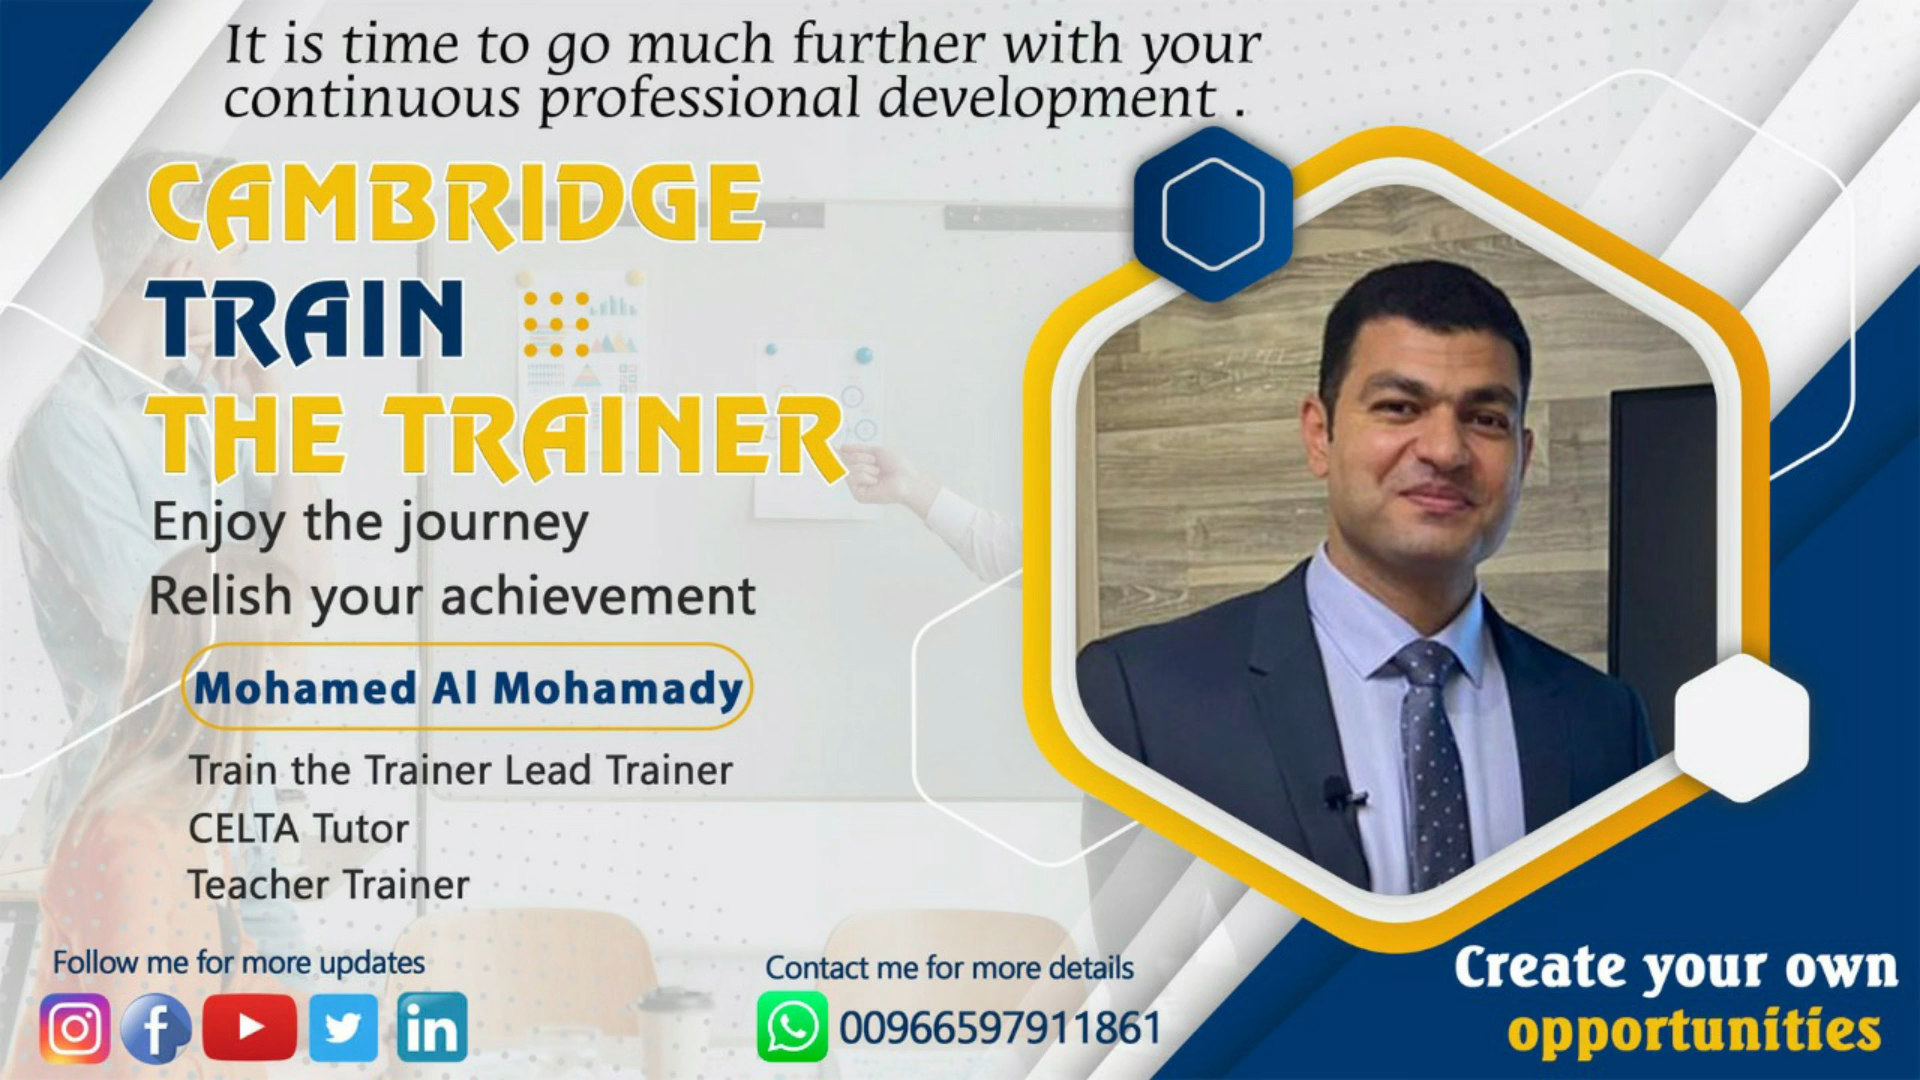 It is time to go much further with your
continuous professional development .
CAMBRIDGE
TRAIN
THE TRAINER
Enjoy the journey
Relish your achievement
Mohamed Al Mohamady
Train the Trainer Lead Trainer
CELTA Tutor
Teacher Trainer
Follow me for more updates
Contact me for more details
00966597911861
Create your own
opportunities